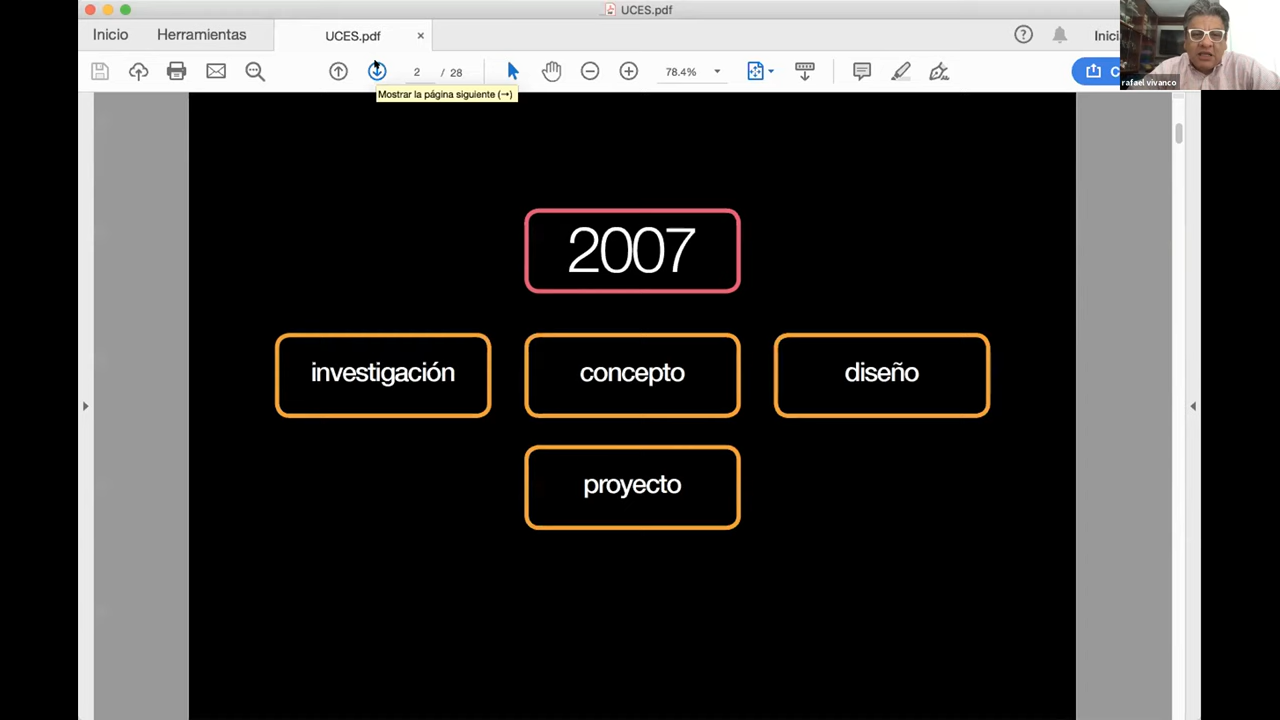 UCES.pdf
Inicio
Herramientas
UCES.pdf
Inici
2 / 28
78.4%
C
Mostrar la página siguiente (→)
rafael vivanco
2007
investigación
concepto
diseño
proyecto